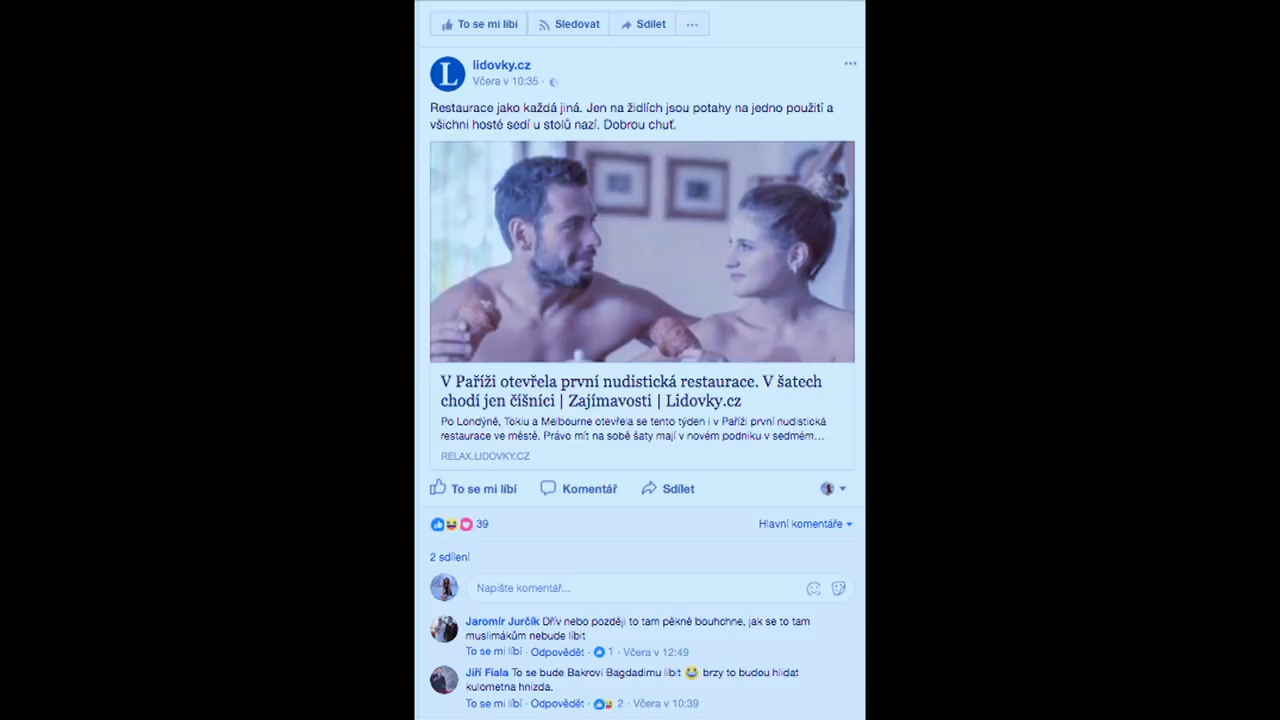 To se mi líbí Sledovat Sdílet ...
lidovky.cz
Včera v 10:35 ·
Restaurace jako každá jiná. Jen na židlích jsou potahy na jedno použití a
všichni hosté sedí u stolů nazí. Dobrou chuť.
V Paříži otevřela první nudistická restaurace. V šatech
chodí jen číšníci | Zajímavosti | Lidovky.cz
Po Londýně, Tokiu a Melbourne otevřela se tento týden i v Paříži první nudistická
restaurace ve městě. Právo mít na sobě šaty mají v novém podniku v sedmém...
RELAX.LIDOVKY.CZ
To se mi líbí Komentář Sdílet
39 Hlavní komentáře
2 sdílení
Napište komentář...
Jaromír Jurčík Dřív nebo později to tam pěkně bouhchne, jak se to tam
muslimákům nebude líbit
To se mi líbí · Odpovědět · 1 · Včera v 12:49
Jiří Fiala To se bude Bakrovi Bagdadimu libit 😂 brzy to budou hlidat
kulometna hnizda.
To se mi líbí · Odpovědět · 2 · Včera v 10:39
L